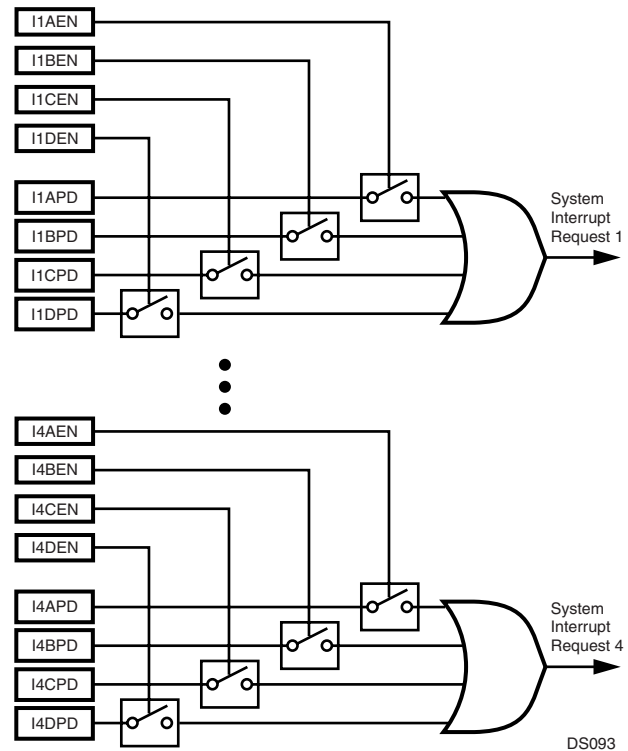 I1AEN
I1BEN
I1CEN
I1DEN
I1APD
I1BPD
I1CPD
I1DPD
System
Interrupt
Request 1
I4AEN
I4BEN
I4CEN
I4DEN
I4APD
I4BPD
I4CPD
I4DPD
System
Interrupt
Request 4
DS093